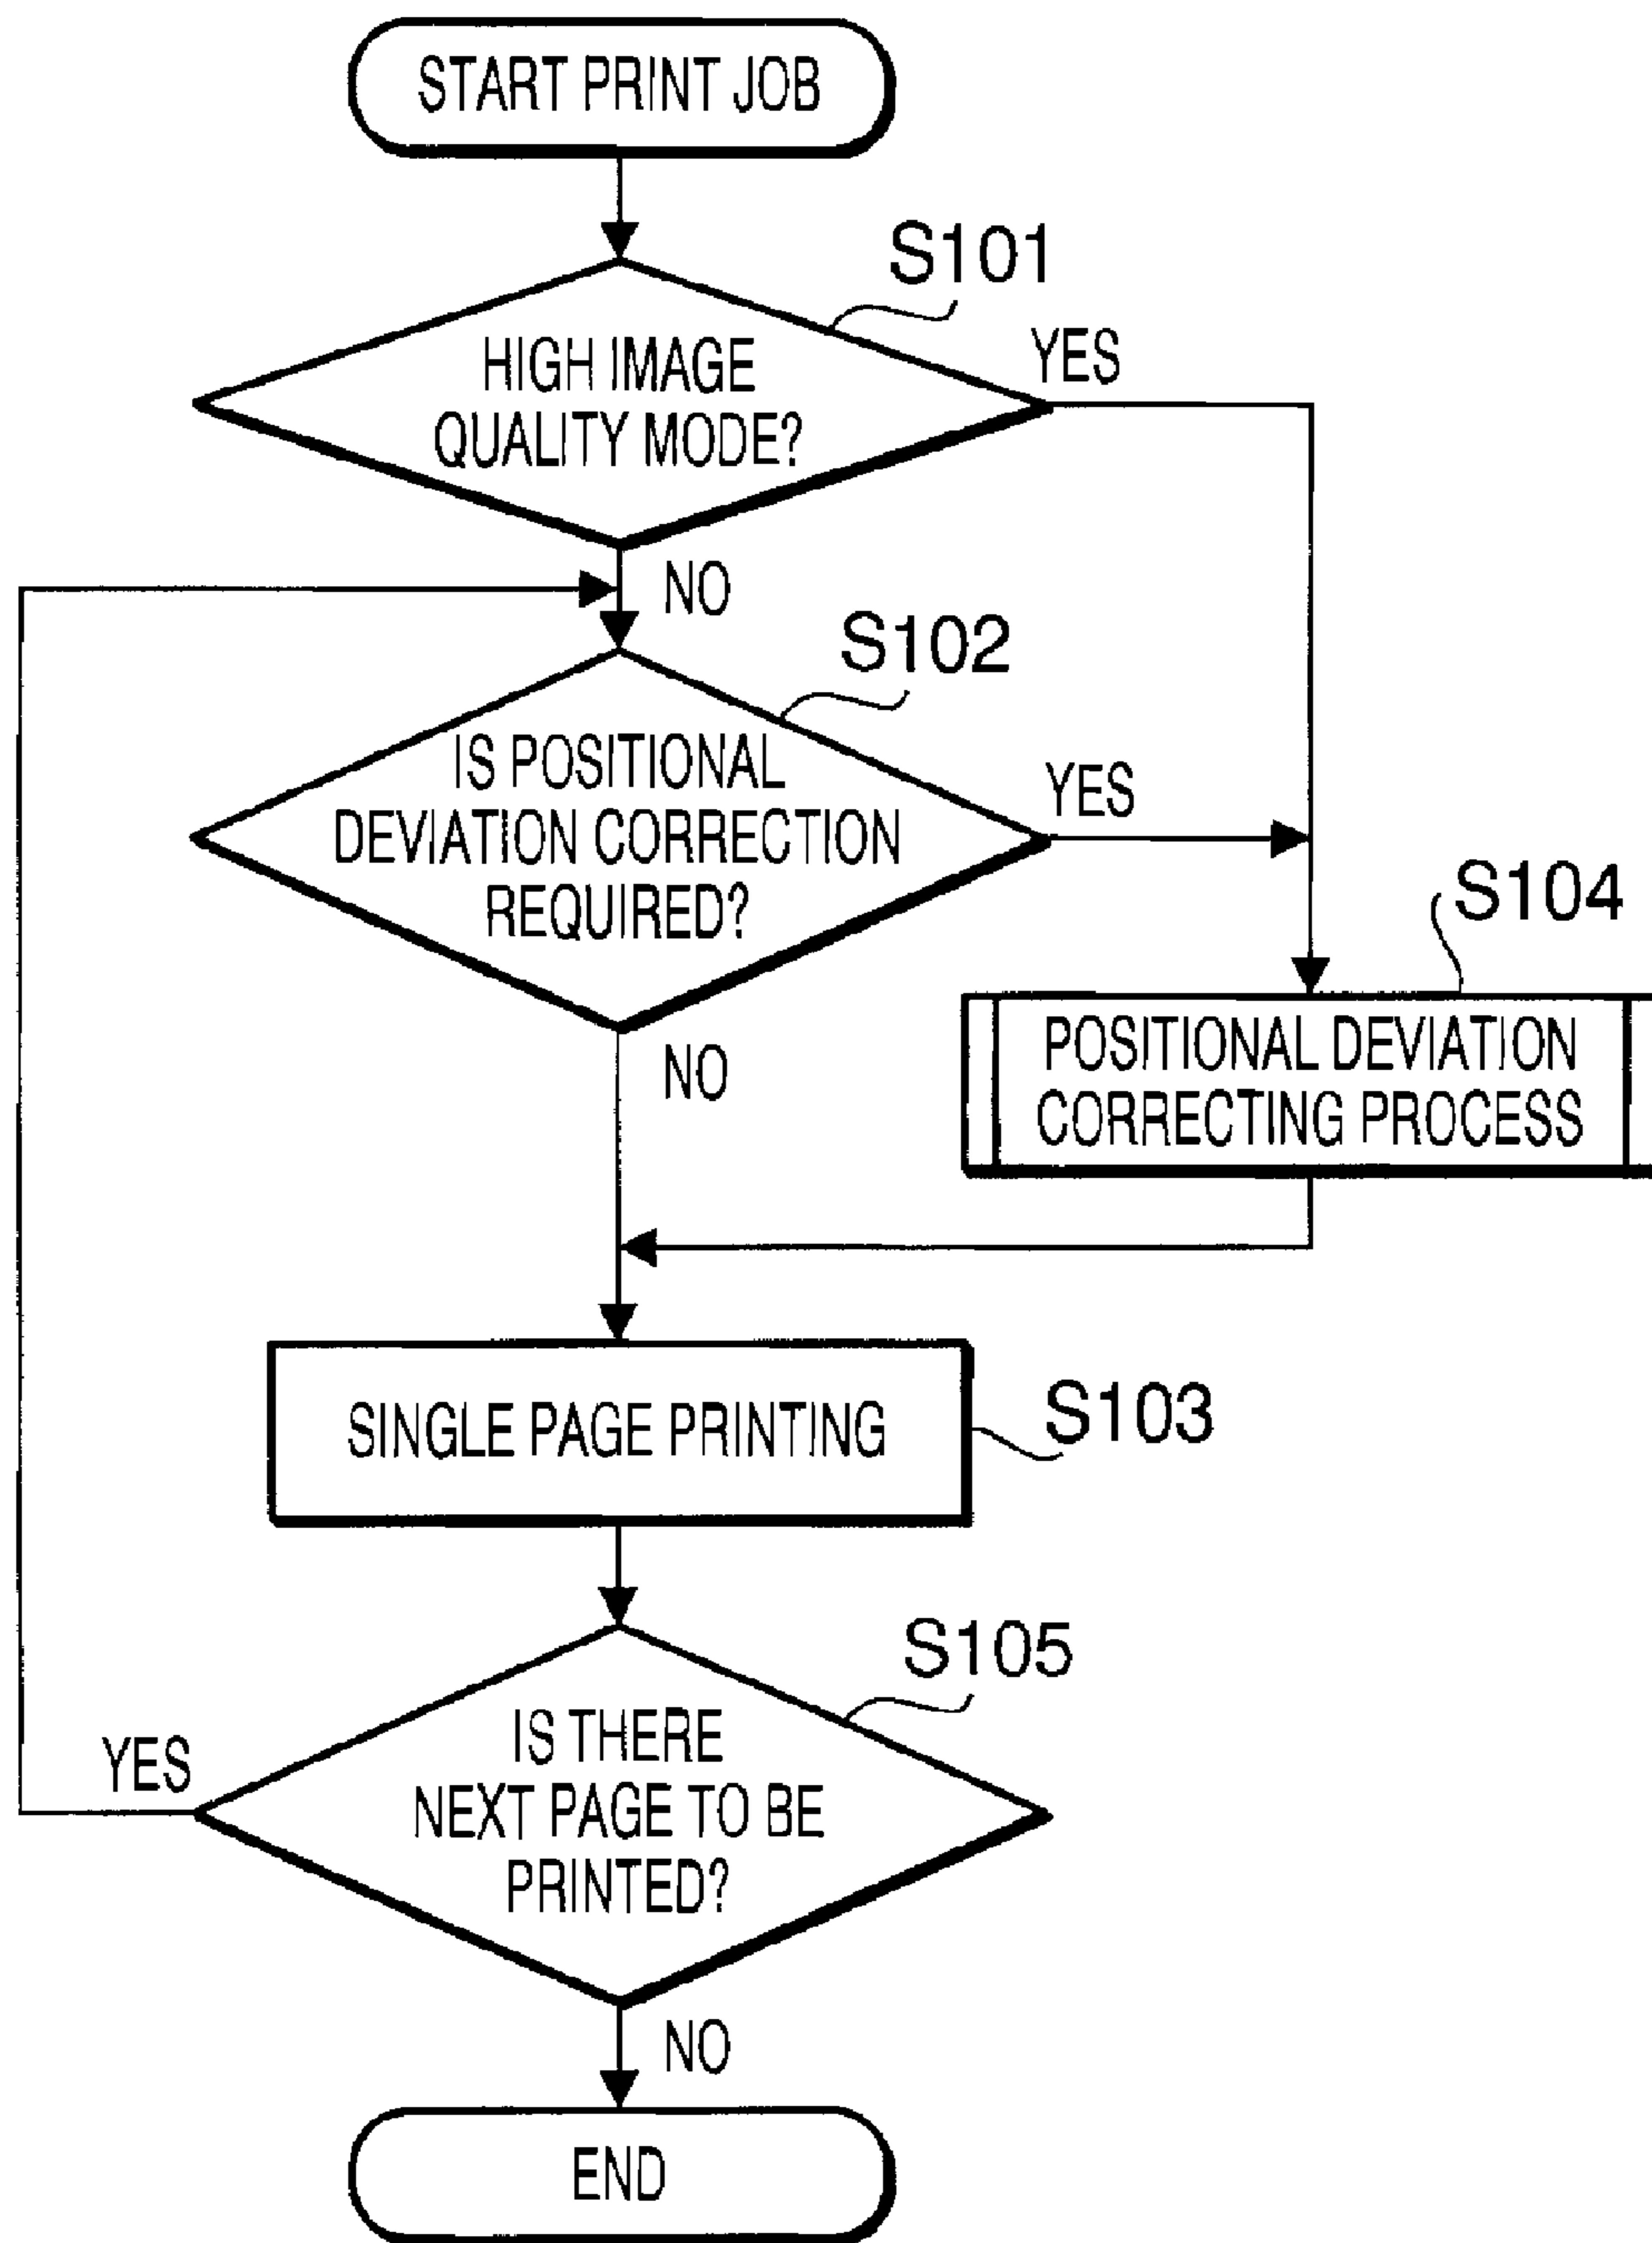 START PRINT JOB
S101
HIGH IMAGE
QUALITY MODE?
YES
NO
S102
IS POSITIONAL
DEVIATION CORRECTION
REQUIRED?
YES
NO
S104
POSITIONAL DEVIATION
CORRECTING PROCESS
SINGLE PAGE PRINTING
S103
S105
IS THERE
NEXT PAGE TO BE
PRINTED?
YES
NO
END